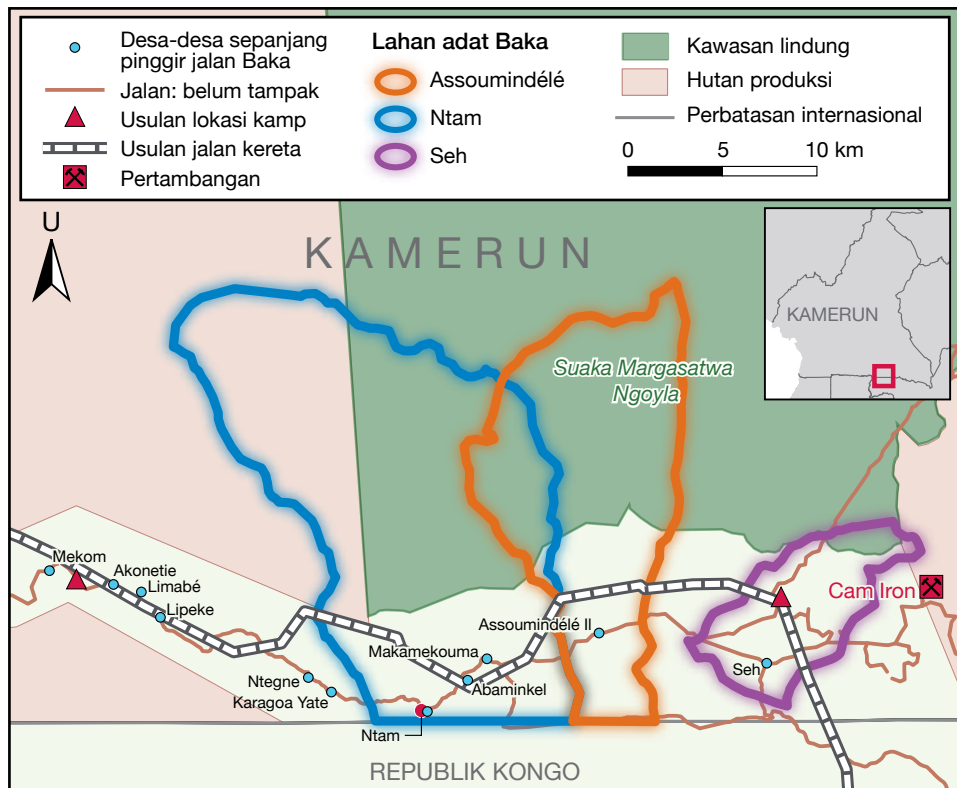 Desa-desa sepanjang
pinggir jalan Baka
Jalan: belum tampak
Usulan lokasi kamp
Usulan jalan kereta
Pertambangan
Lahan adat Baka
Assoumindélé
Ntam
Seh
Kawasan lindung
Hutan produksi
Perbatasan internasional
0 5 10 km
U
KAMERUN
KAMERUN
Suaka Margasatwa
Ngoyla
Mekom
Akonetie
Limabé
Lipeke
Cam Iron
Assoumindélé II
Makamekouma
Seh
Ntegne
Abaminkel
Karagoa Yate
Ntam
REPUBLIK KONGO